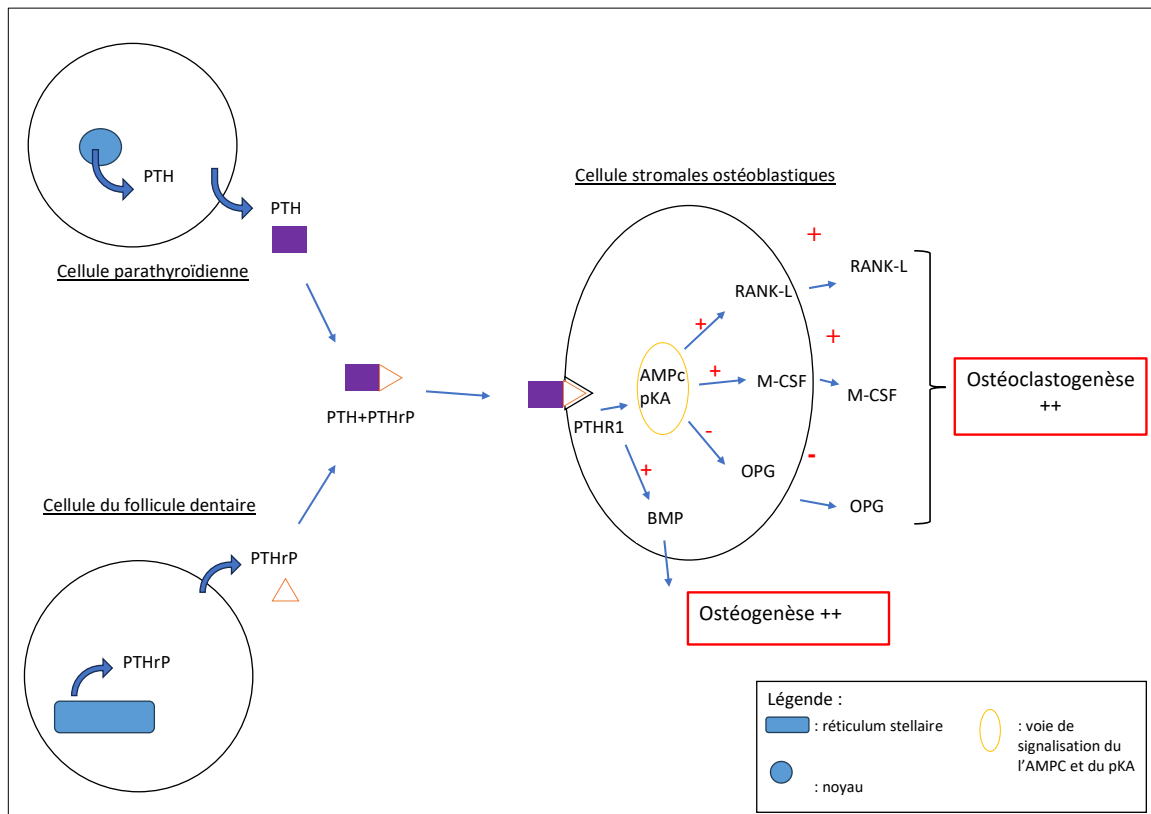 PTH
PTH
Cellule parathyroïdienne
PTH+PTHrP
Cellule du follicule dentaire
PTHrP
PTHrP
Cellule stromales ostéoblastiques
+
RANK-L
RANK-L
+
+
AMPc
pKA
+
M-CSF
M-CSF
PTHR1
-
-
OPG
OPG
+
BMP
Ostéoclastogenèse
++
Ostéogenèse ++
Légende :
: réticulum stellaire
: noyau
: voie de
signalisation du
l'AMPC et du pKA